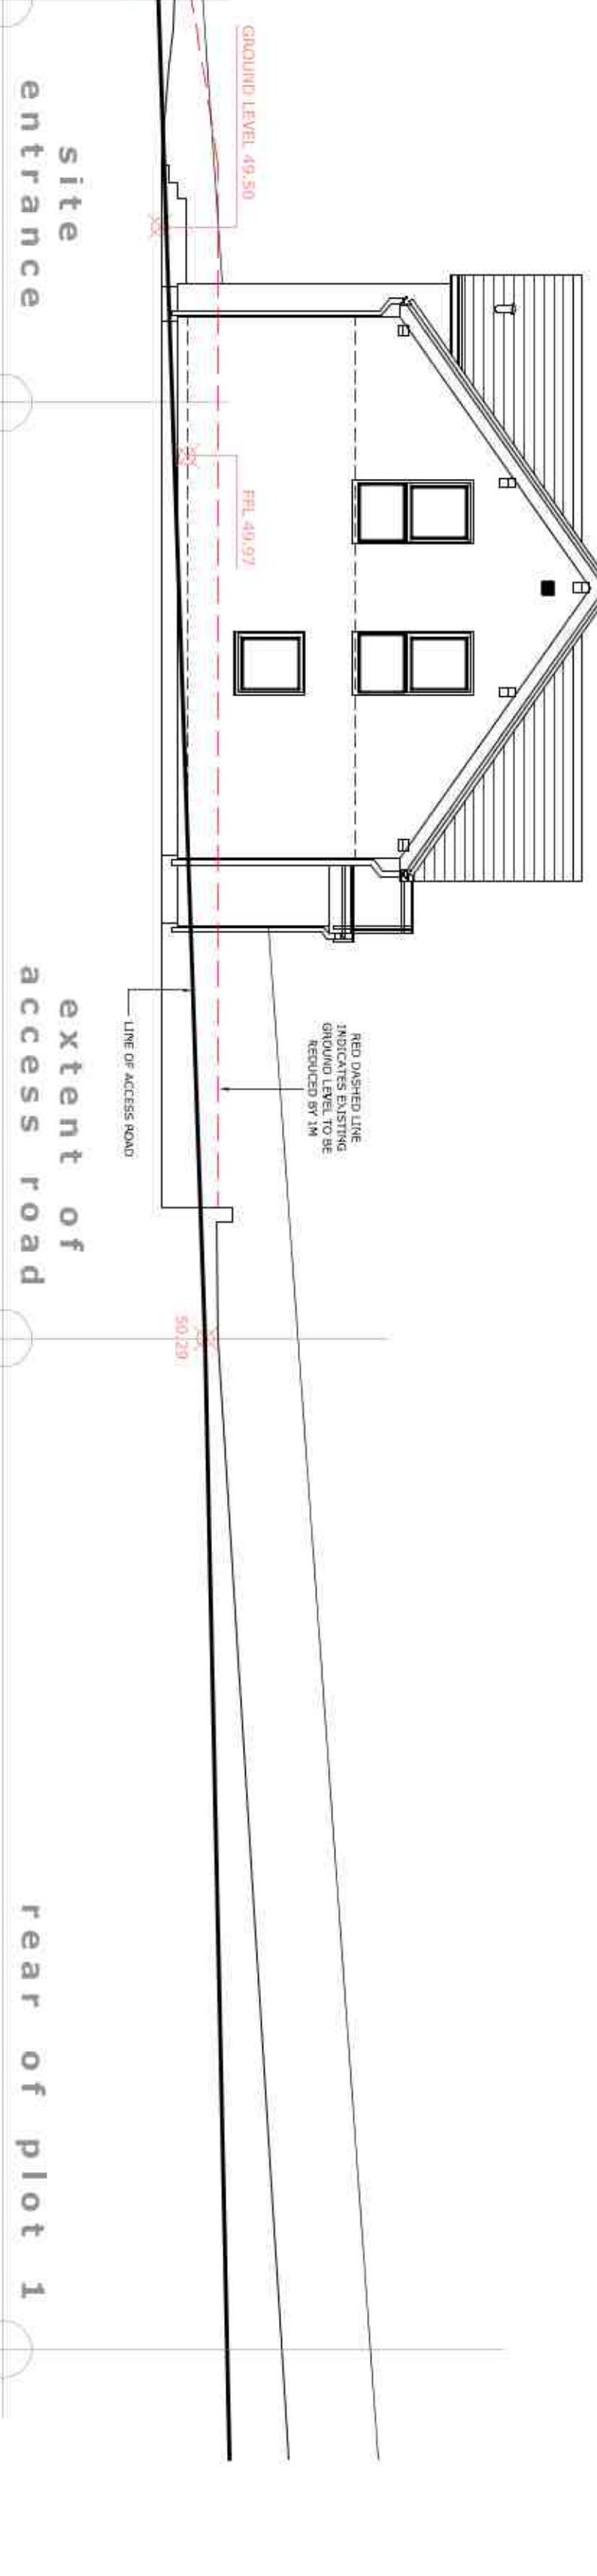 GROUND LEVEL 49.50
FFL 49.97
RED DASHED LINE
INDICATES EXISTING
GROUND LEVEL TO BE
REDUCED BY 1M
LINE OF ACCESS ROAD
50.29
site
entrance
extent of
access road
rear of plot 1